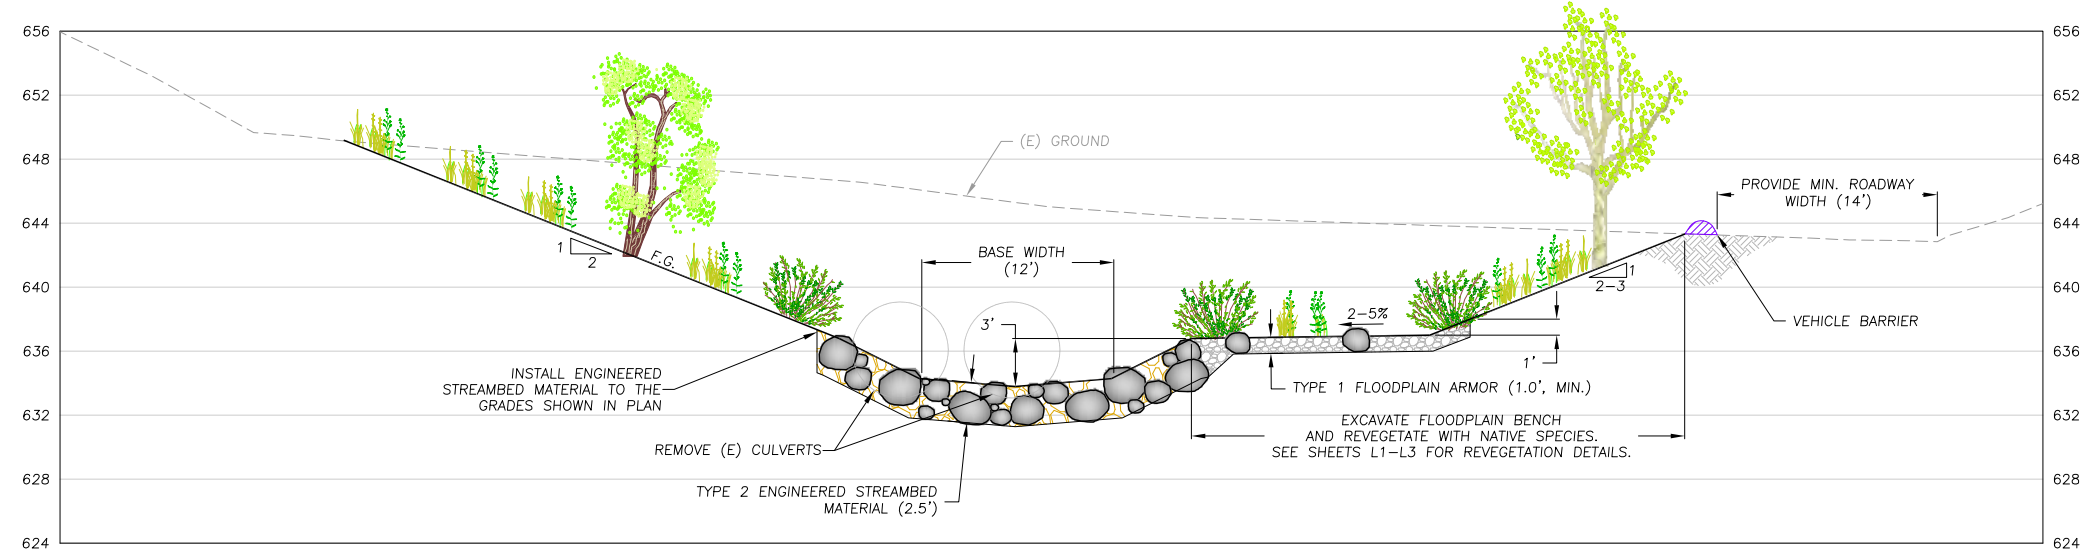 656
656
652
652
(E) GROUND
648
648
PROVIDE MIN. ROADWAY
WIDTH (14')
644
644
1
2
F.G.
BASE WIDTH
(12')
1
2-3
640
640
3'
2-5%
VEHICLE BARRIER
636
636
1'
INSTALL ENGINEERED
STREAMBED MATERIAL TO THE
GRADES SHOWN IN PLAN
TYPE 1 FLOODPLAIN ARMOR (1.0', MIN.)
632
632
EXCAVATE FLOODPLAIN BENCH
AND REVEGETATE WITH NATIVE SPECIES.
SEE SHEETS L1-L3 FOR REVEGETATION DETAILS.
REMOVE (E) CULVERTS
628
628
TYPE 2 ENGINEERED STREAMBED
MATERIAL (2.5')
624
624